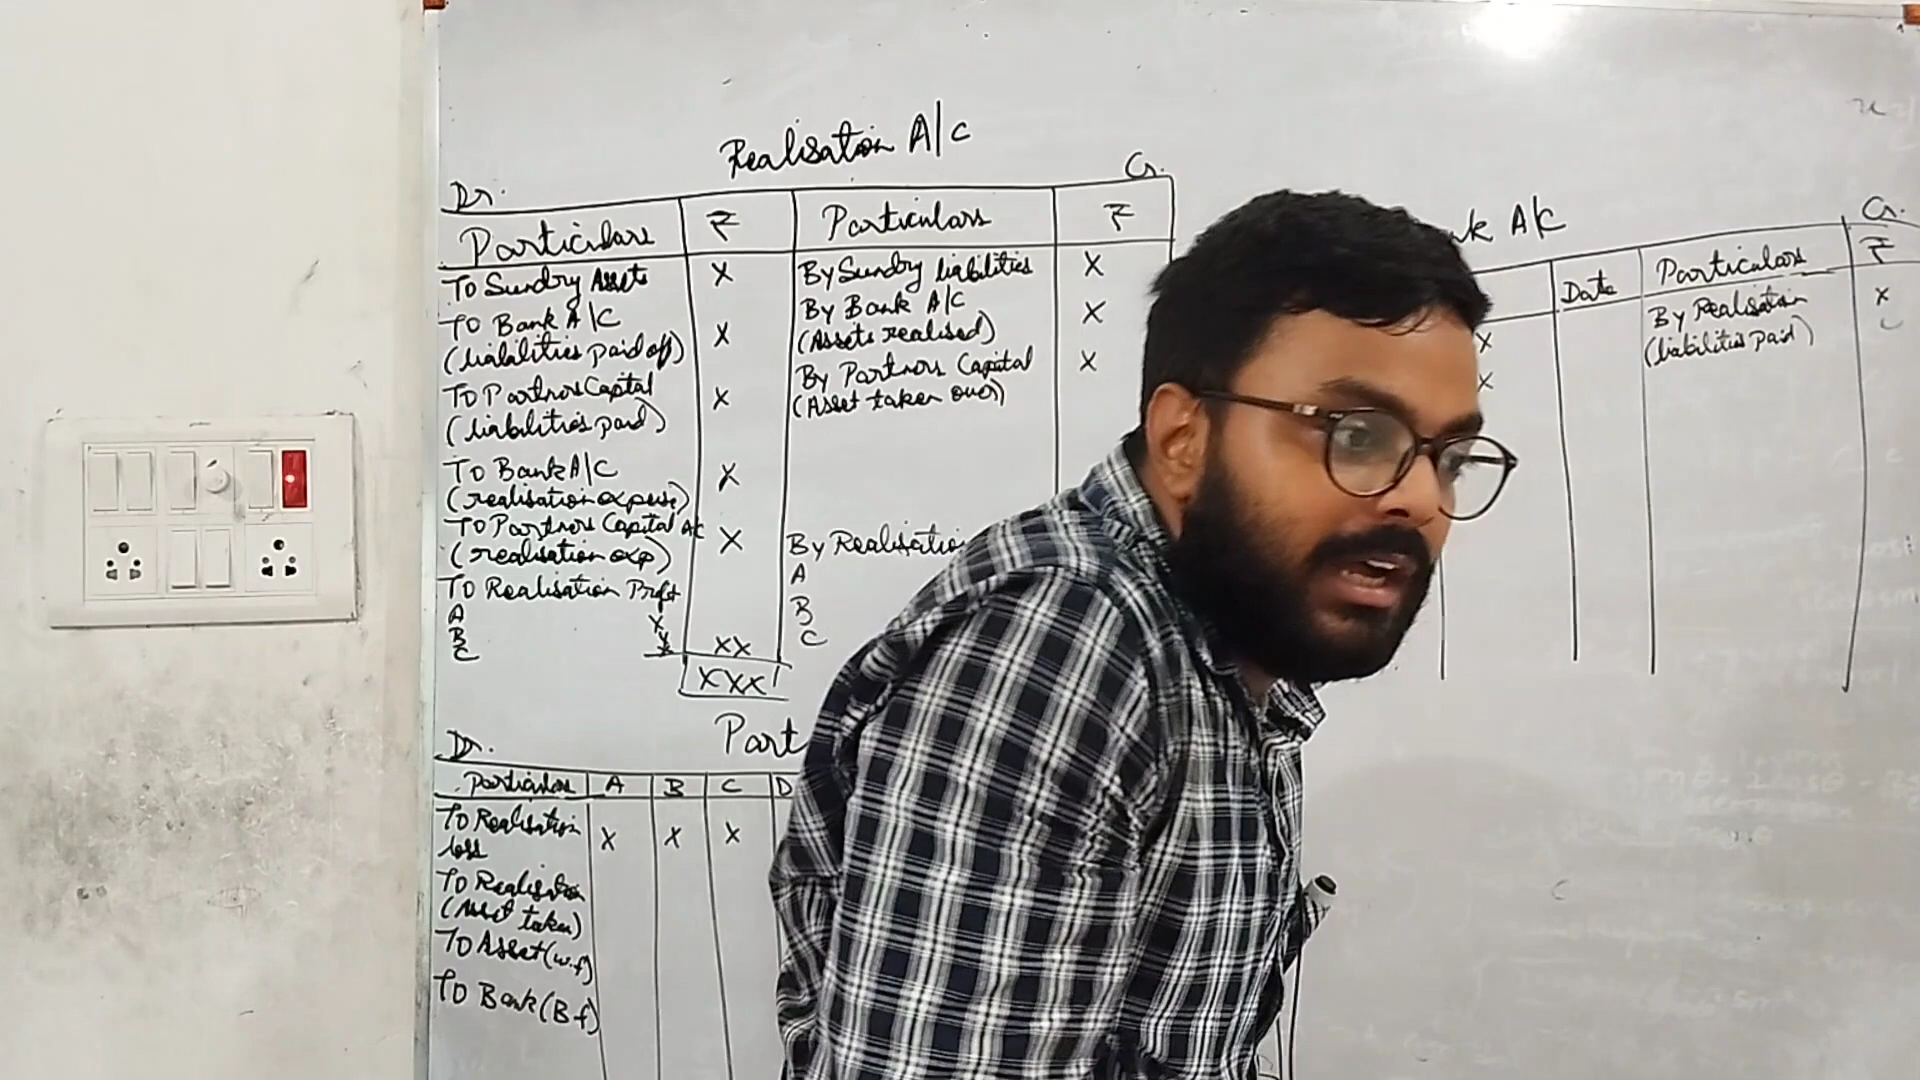 Realisation A/c
Dr.
Cr.
Particulars ₹ Particulars ₹
To Sundry Assets X
To Bank A/C
(liabilities paid off) X
To Partners Capital
(liabilities paid) X
To Bank A/C
(realisation expense) X
To Partners Capital AC
(realisation exp) X
To Realisation Profit
A X
B X
C X XX
XXX
By Sundry liabilities X
By Bank A/C
(Assets realised) X
By Partners Capital
(Asset taken over) X
By Realisatio
A
B
C
nk A/C
Cr.
Date Particulars ₹
X By Realisation X
(liabilities paid)
X
Part
Dr.
Particulars A B C D
To Realisation
loss X X X
To Realisation
(Asset taken)
To Asset (w.f)
To Bank (B f)